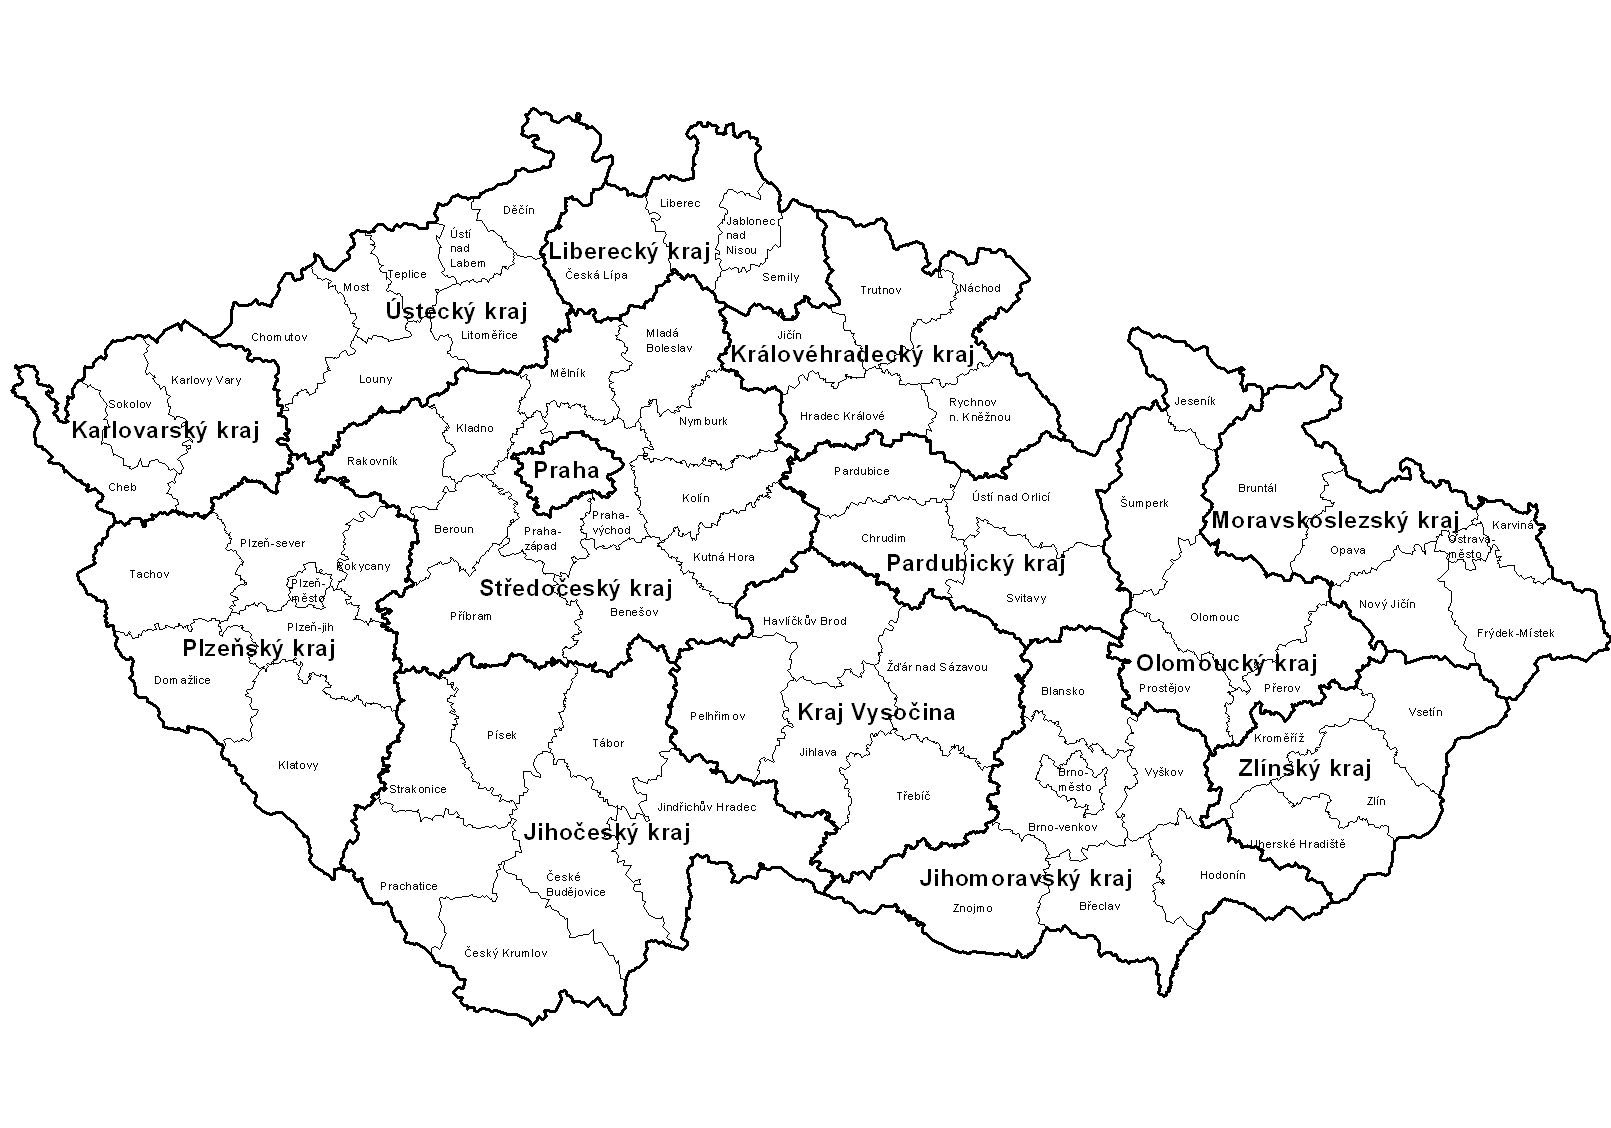 Děčín
Liberec
Jablonec
nad
Nisou
Ústí
nad
Labem
Liberecký kraj
Teplice
Česká Lípa
Semily
Most
Trutnov
Náchod
Ústecký kraj
Chomutov
Litoměřice
Mladá
Boleslav
Jičín
Královéhradecký kraj
Karlovy Vary
Louny
Mělník
Sokolov
Jeseník
Rychnov
n. Kněžnou
Hradec Králové
Karlovarský kraj
Kladno
Nymburk
Rakovník
Praha
Pardubice
Cheb
Kolín
Bruntál
Ústí nad Orlicí
Šumperk
Moravskoslezský kraj
Karviná
Beroun
Praha-
východ
Praha-
západ
Chrudim
Ostrava-
město
Opava
Plzeň-sever
Kutná Hora
Pardubický kraj
Rokycany
Tachov
Plzeň-
město
Středočeský kraj
Svitavy
Nový Jičín
Příbram
Benešov
Havlíčkův Brod
Olomouc
Plzeň-jih
Frýdek-Místek
Plzeňský kraj
Žďár nad Sázavou
Olomoucký kraj
Domažlice
Blansko
Prostějov
Přerov
Pelhřimov
Kraj Vysočina
Vsetín
Písek
Tábor
Jihlava
Kroměříž
Klatovy
Brno-
město
Vyškov
Zlínský kraj
Strakonice
Třebíč
Zlín
Jindřichův Hradec
Jihočeský kraj
Brno-venkov
Uherské Hradiště
České
Budějovice
Prachatice
Jihomoravský kraj
Hodonín
Znojmo
Břeclav
Český Krumlov